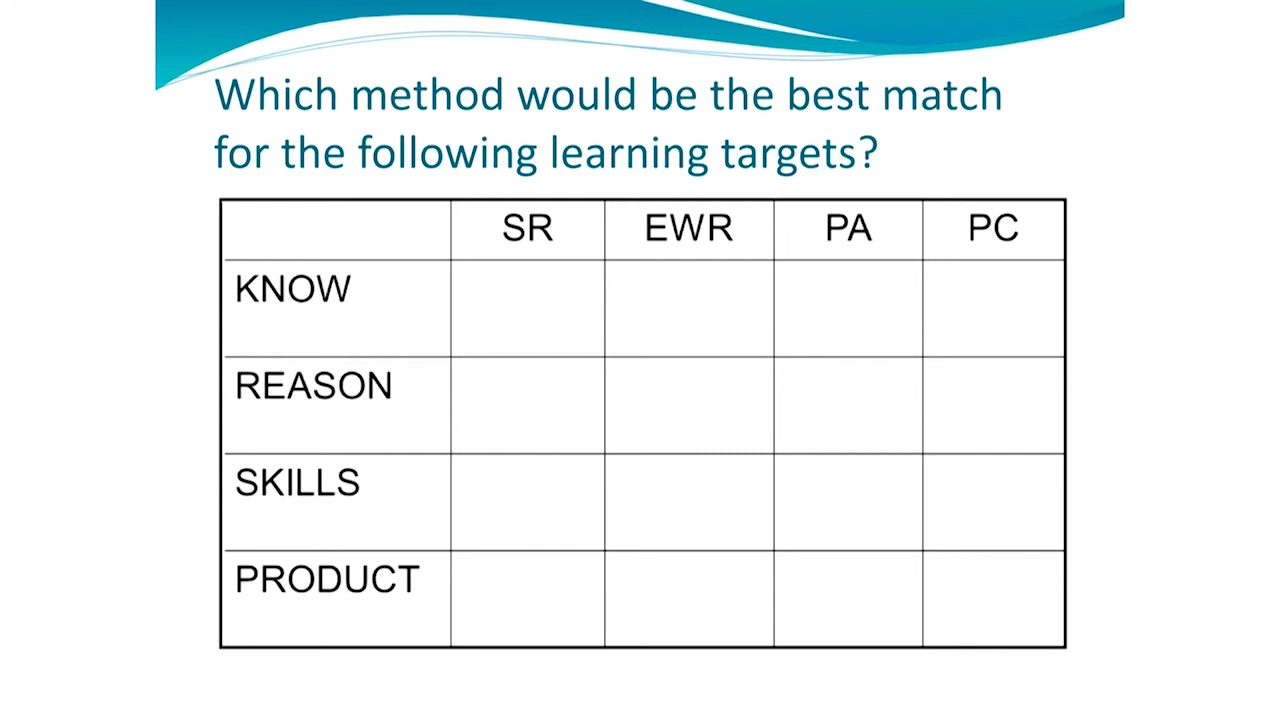 Which method would be the best match
for the following learning targets?
SR EWR PA PC
KNOW
REASON
SKILLS
PRODUCT